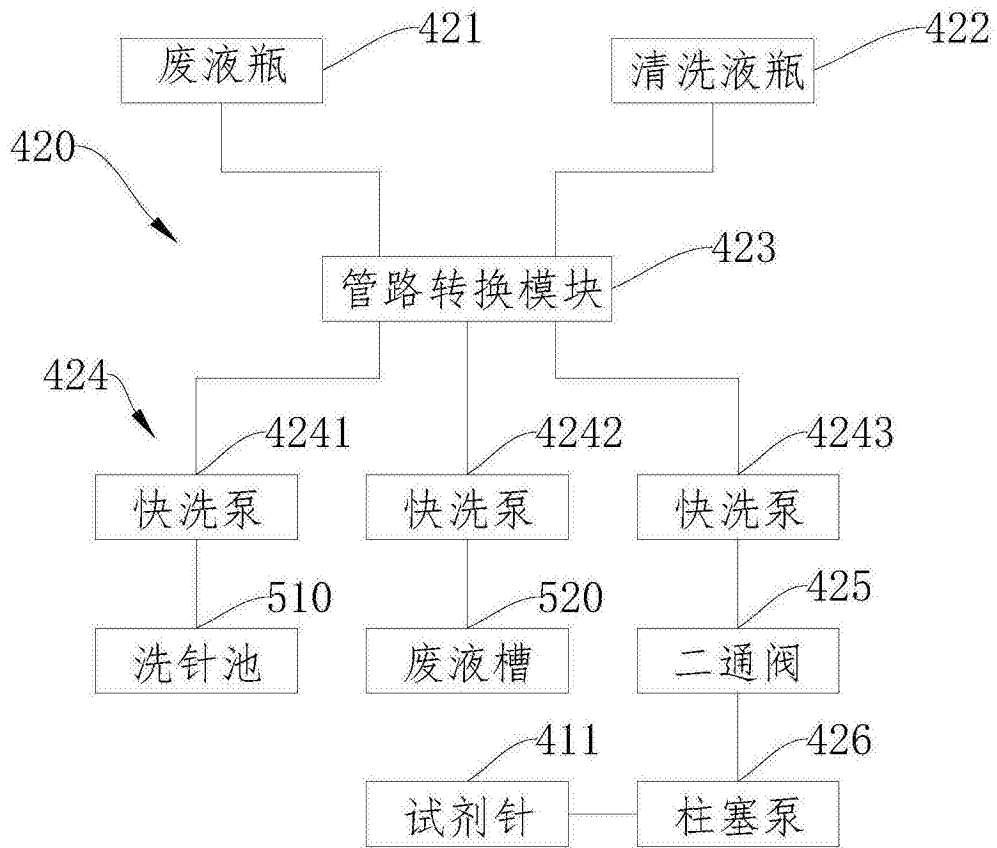 421
422
废液瓶
清洗液瓶
420
423
管路转换模块
424
4241
4242
4243
快洗泵
快洗泵
快洗泵
510
520
425
洗针池
废液槽
二通阀
411
426
试剂针
柱塞泵